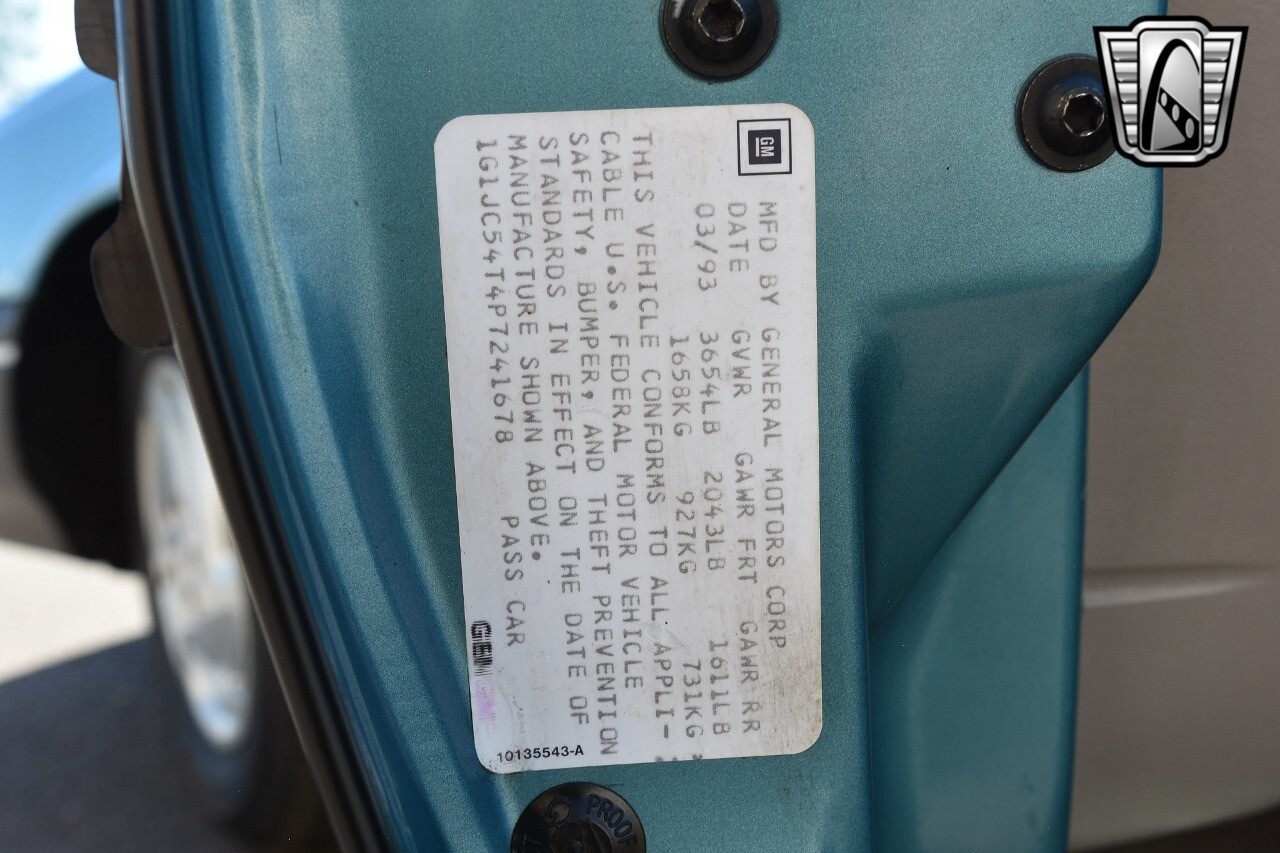 GM
MFD BY GENERAL MOTORS CORP
DATE GVWR GAWR FRT GAWR RR
03/93 3654LB 2043LB 1611LB
1658KG 927KG 731KG
THIS VEHICLE CONFORMS TO ALL APPLI-
CABLE U.S. FEDERAL MOTOR VEHICLE
SAFETY, BUMPER, AND THEFT PREVENTION
STANDARDS IN EFFECT ON THE DATE OF
MANUFACTURE SHOWN ABOVE.
1G1JC54T4P7241678 PASS CAR
10135543-A
PROOF